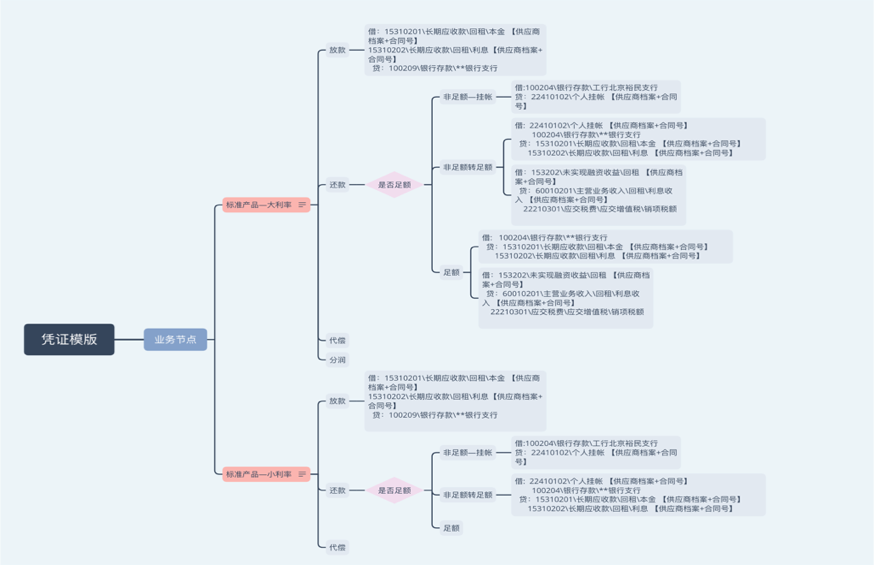 凭证模版
业务节点
标准产品—大利率
放款
借：15310201\长期应收款\回租\本金 【供应商
档案+合同号】
15310202\长期应收款\回租\利息【供应商档案+
合同号】
贷：100209\银行存款\**银行支行
还款
是否足额
非足额—挂帐
借:100204\银行存款\工行北京裕民支行
贷：22410102\个人挂帐 【供应商档案+合同
号】
非足额转足额
借: 22410102\个人挂帐 【供应商档案+合同号】
100204\银行存款\**银行支行
贷：15310201\长期应收款\回租\本金 【供应商档案+合同号】
15310202\长期应收款\回租\利息 【供应商档案+合同号】
借：153202\未实现融资收益\回租 【供应商档
案+合同号】
贷：60010201\主营业务收入\回租\利息收
入 【供应商档案+合同号】
22210301\应交税费\应交增值税\销项税额
足额
借: 100204\银行存款\**银行支行
贷：15310201\长期应收款\回租\本金 【供应商档案+合同号】
15310202\长期应收款\回租\利息 【供应商档案+合同号】
借：153202\未实现融资收益\回租 【供应商档
案+合同号】
贷：60010201\主营业务收入\回租\利息收
入 【供应商档案+合同号】
22210301\应交税费\应交增值税\销项税额
代偿
分润
标准产品—小利率
放款
借：15310201\长期应收款\回租\本金 【供应商
档案+合同号】
15310202\长期应收款\回租\利息【供应商档案+
合同号】
贷：100209\银行存款\**银行支行
还款
是否足额
非足额—挂帐
借:100204\银行存款\工行北京裕民支行
贷：22410102\个人挂帐 【供应商档案+合同
号】
非足额转足额
借: 22410102\个人挂帐 【供应商档案+合同号】
100204\银行存款\**银行支行
贷：15310201\长期应收款\回租\本金 【供应商档案+合同号】
15310202\长期应收款\回租\利息 【供应商档案+合同号】
足额
代偿